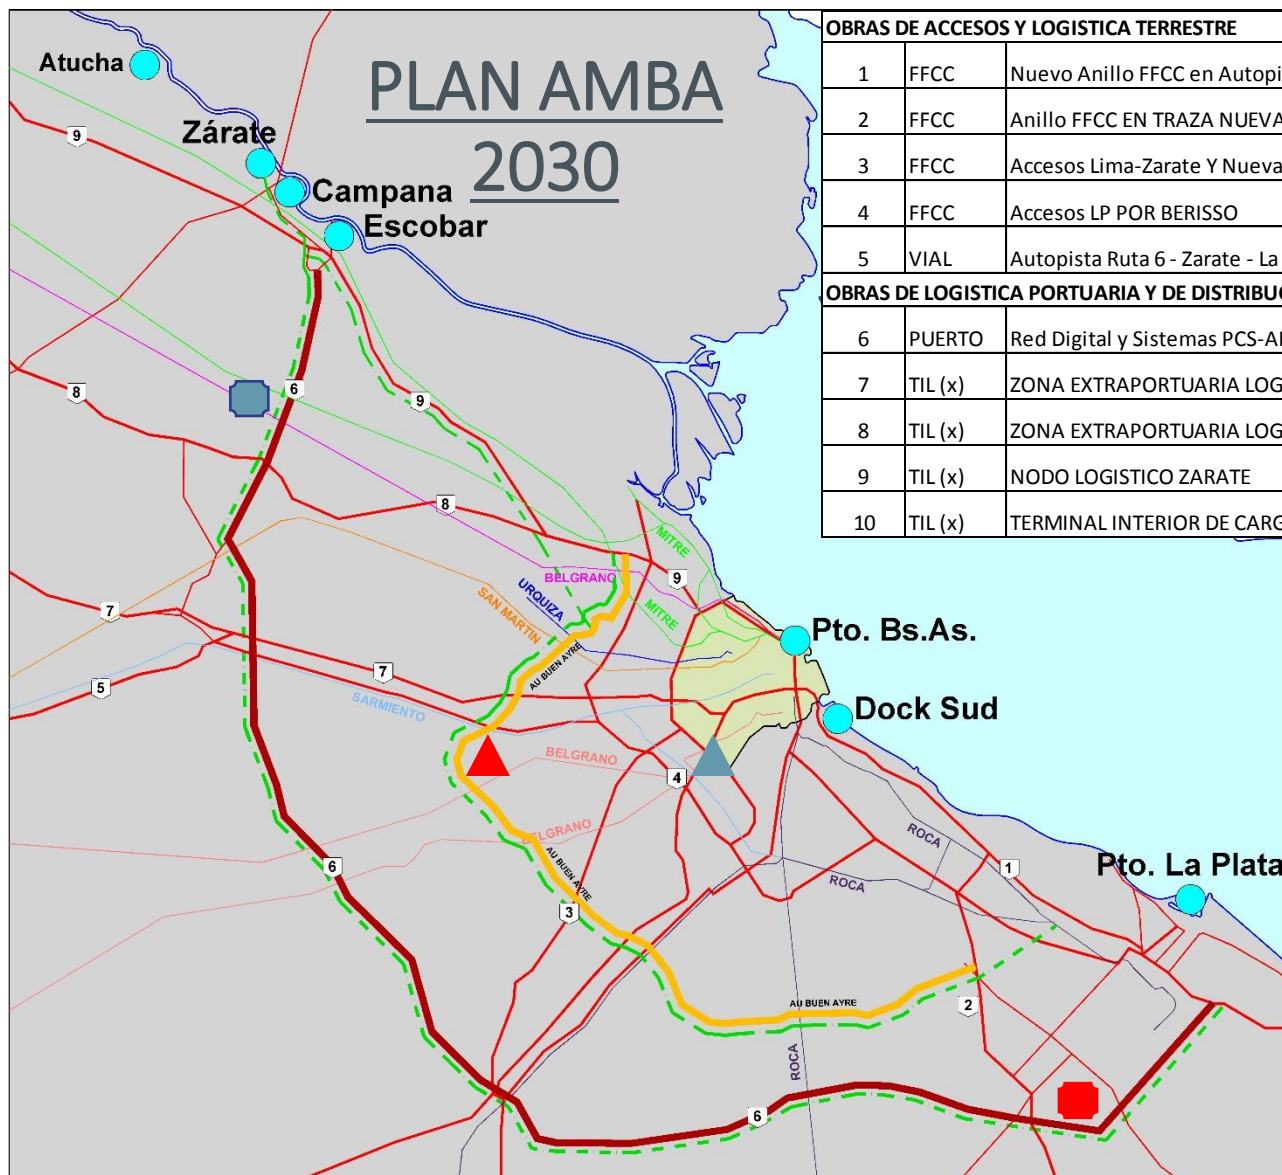 PLAN AMBA
2030
OBRAS DE ACCESOS Y LOGISTICA TERRESTRE
1 FFCC Nuevo Anillo FFCC en Autopi
2 FFCC Anillo FFCC EN TRAZA NUEVA
3 FFCC Accesos Lima-Zarate Y Nueva
4 FFCC Accesos LP POR BERISSO
5 VIAL Autopista Ruta 6 - Zarate - La
OBRAS DE LOGISTICA PORTUARIA Y DE DISTRIBU
6 PUERTO Red Digital y Sistemas PCS-A
7 TIL (x) ZONA EXTRAPORTUARIA LOG
8 TIL (x) ZONA EXTRAPORTUARIA LOG
9 TIL (x) NODO LOGISTICO ZARATE
10 TIL (x) TERMINAL INTERIOR DE CARG
Atucha
9
Zárate
Campana
Escobar
8
6
9
8
MITRE
BELGRANO
9
URQUIZA
SAN MARTIN
MITRE
7
Pto. Bs.As.
AU BUEN AYRE
7
5
SARMIENTO
Dock Sud
BELGRANO
4
BELGRANO
ROCA
6
AU BUEN AYRE
ROCA
1
Pto. La Plata
3
AU BUEN AYRE
2
ROCA
6